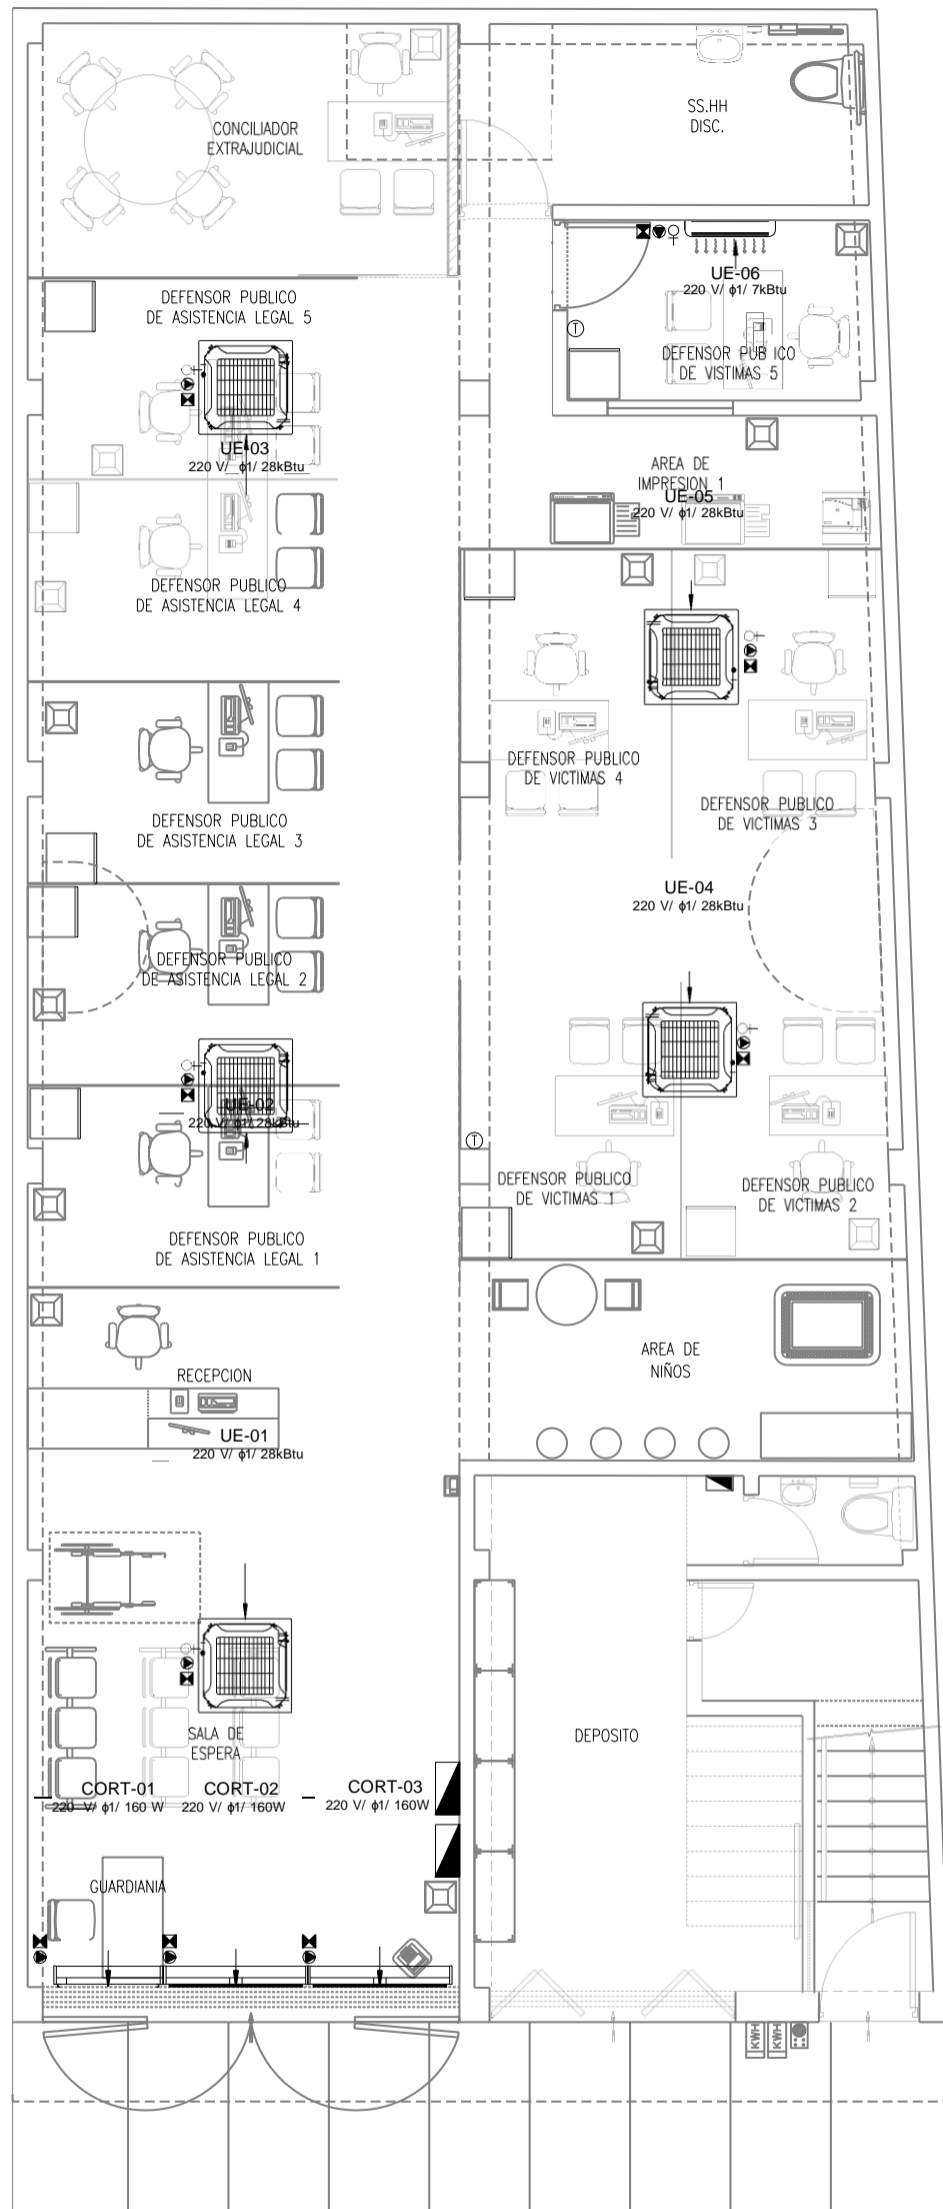 CONCILIADOR
EXTRAJUDICIAL
SS.HH
DISC.
UE-06
220 V/ ϕ1/ 7kBtu
DEFENSOR PUB ICO
DE VISTIMAS 5
T
DEFENSOR PUBLICO
DE ASISTENCIA LEGAL 5
UE-03
220 V/ ϕ1/ 28kBtu
AREA DE
IMPRESION 1
UE-05
220 V/ ϕ1/ 28kBtu
DEFENSOR PUBLICO
DE ASISTENCIA LEGAL 4
DEFENSOR PUBLICO
DE VICTIMAS 4
DEFENSOR PUBLICO
DE VICTIMAS 3
DEFENSOR PUBLICO
DE ASISTENCIA LEGAL 3
UE-04
220 V/ ϕ1/ 28kBtu
DEFENSOR PUBLICO
DE ASISTENCIA LEGAL 2
UE-02
220 V/ ϕ1/ 28kBtu
T
DEFENSOR PUBLICO
DE VICTIMAS 1
DEFENSOR PUBLICO
DE VICTIMAS 2
DEFENSOR PUBLICO
DE ASISTENCIA LEGAL 1
AREA DE
NIÑOS
RECEPCION
UE-01
220 V/ ϕ1/ 28kBtu
SALA DE
ESPERA
DEPOSITO
CORT-01
220 V/ ϕ1/ 160 W
CORT-02
220 V/ ϕ1/ 160W
CORT-03
220 V/ ϕ1/ 160W
GUARDIANIA
KWH
KWH